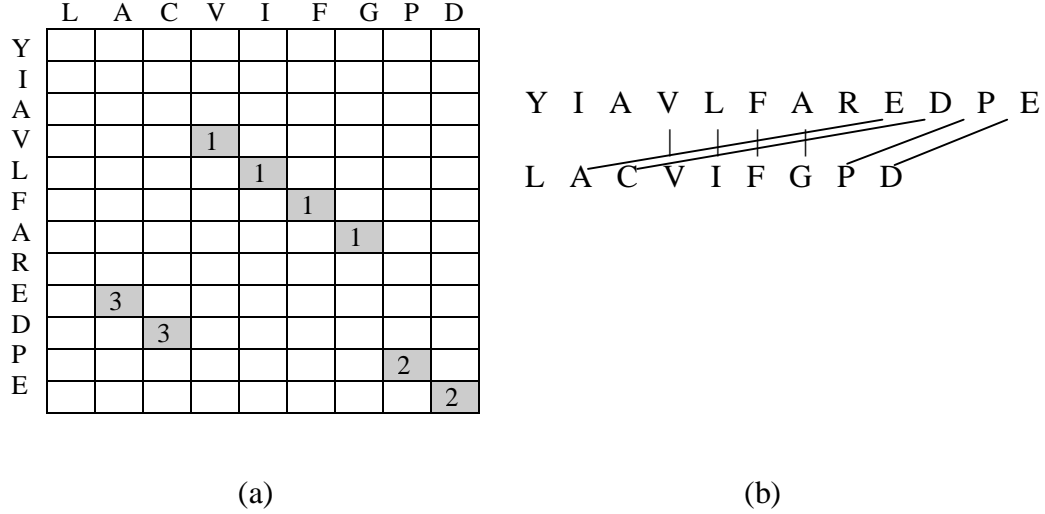 L A C V I F G P D
Y
I
A
V 1
L 1
F 1
A 1
R
E 3
D 3
P 2
E 2
Y I A V L F A R E D P E
L A C V I F G P D
(a)
(b)